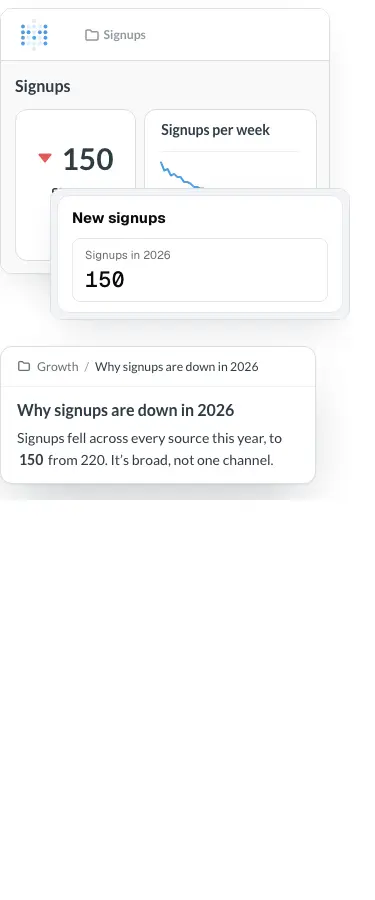 Signups
Signups
150
Signups per week
New signups
Signups in 2026
150
Growth / Why signups are down in 2026
Why signups are down in 2026
Signups fell across every source this year, to
150 from 220. It’s broad, not one channel.